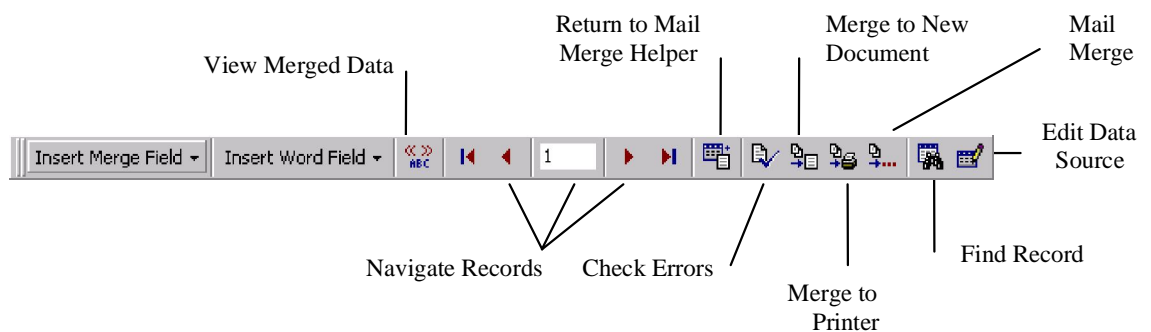 Return to Mail
Merge Helper
Merge to New
Document
Mail
Merge
View Merged Data
Edit Data
Source
Insert Merge Field
Insert Word Field
« »
ABC
1
Navigate Records
Check Errors
Find Record
Merge to
Printer